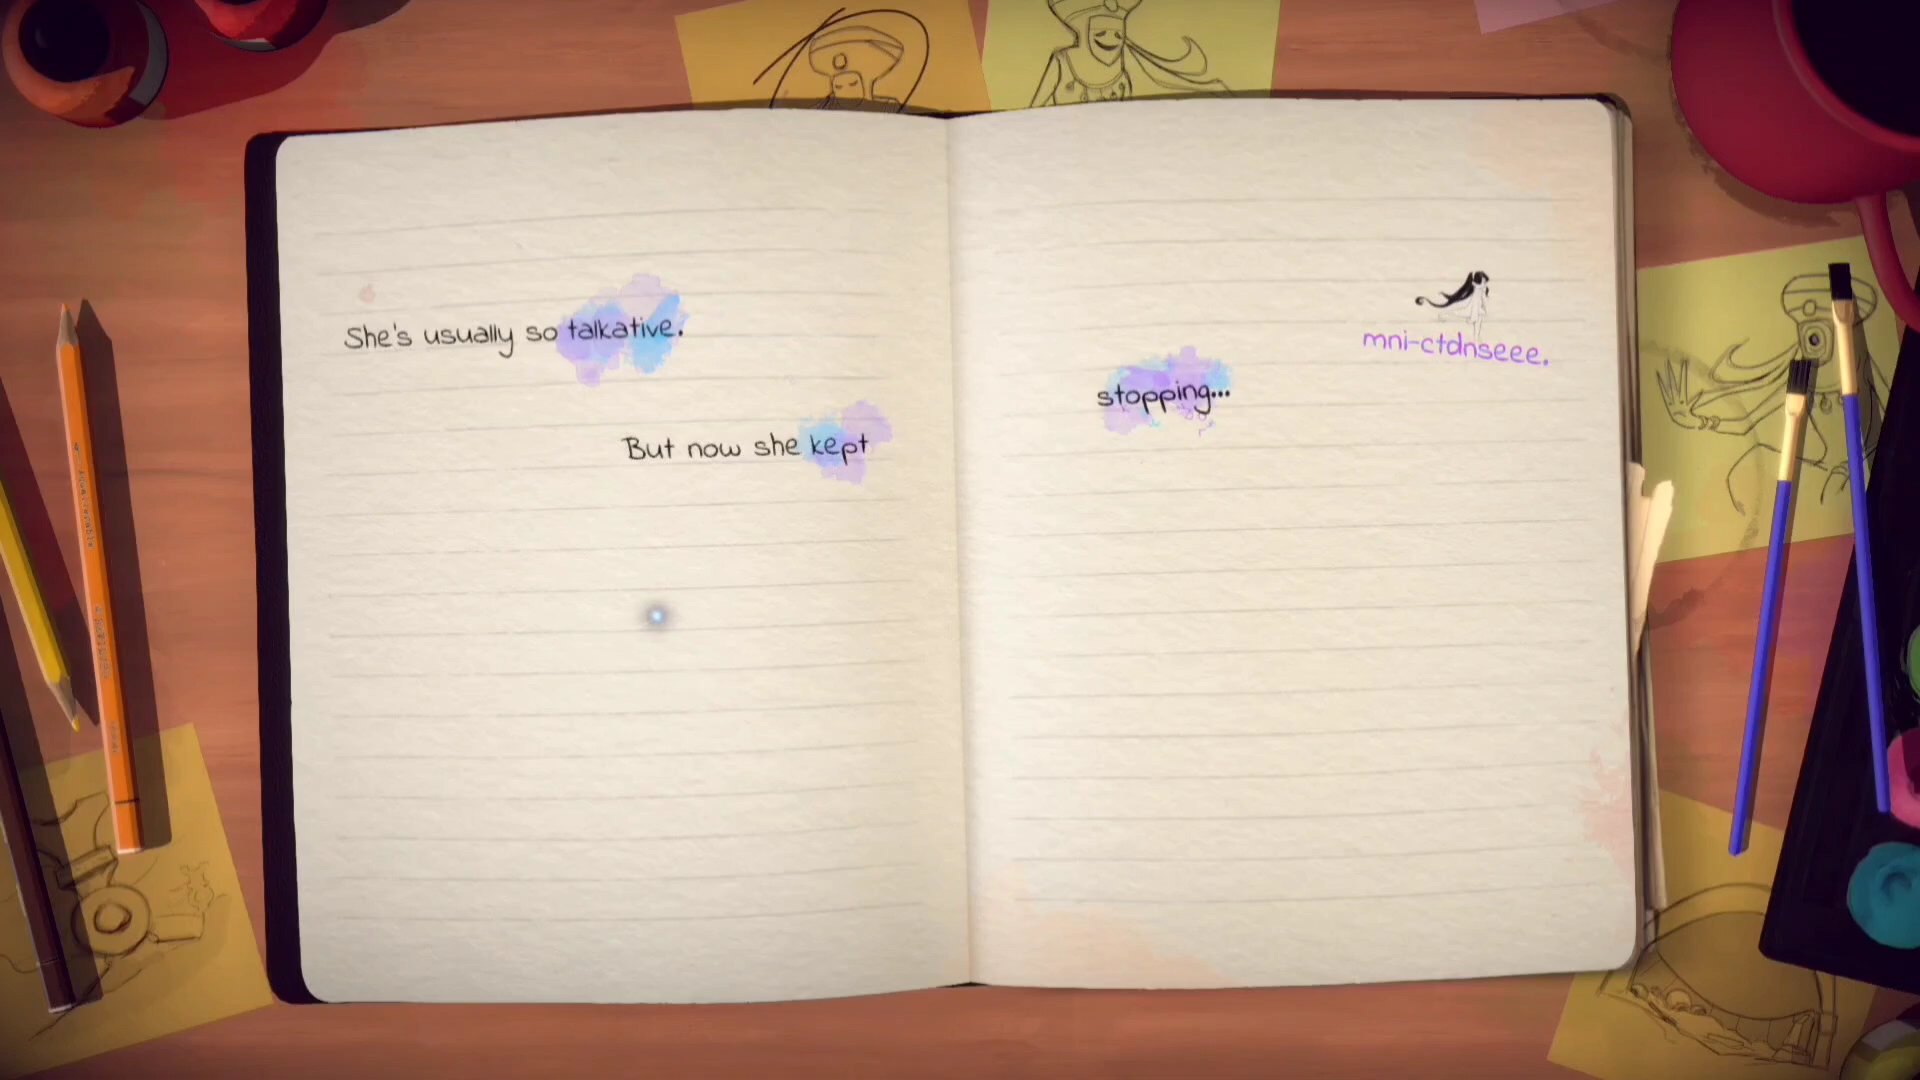 She's usually so talkative.
But now she kept
stopping...
mni-ctdnseee.